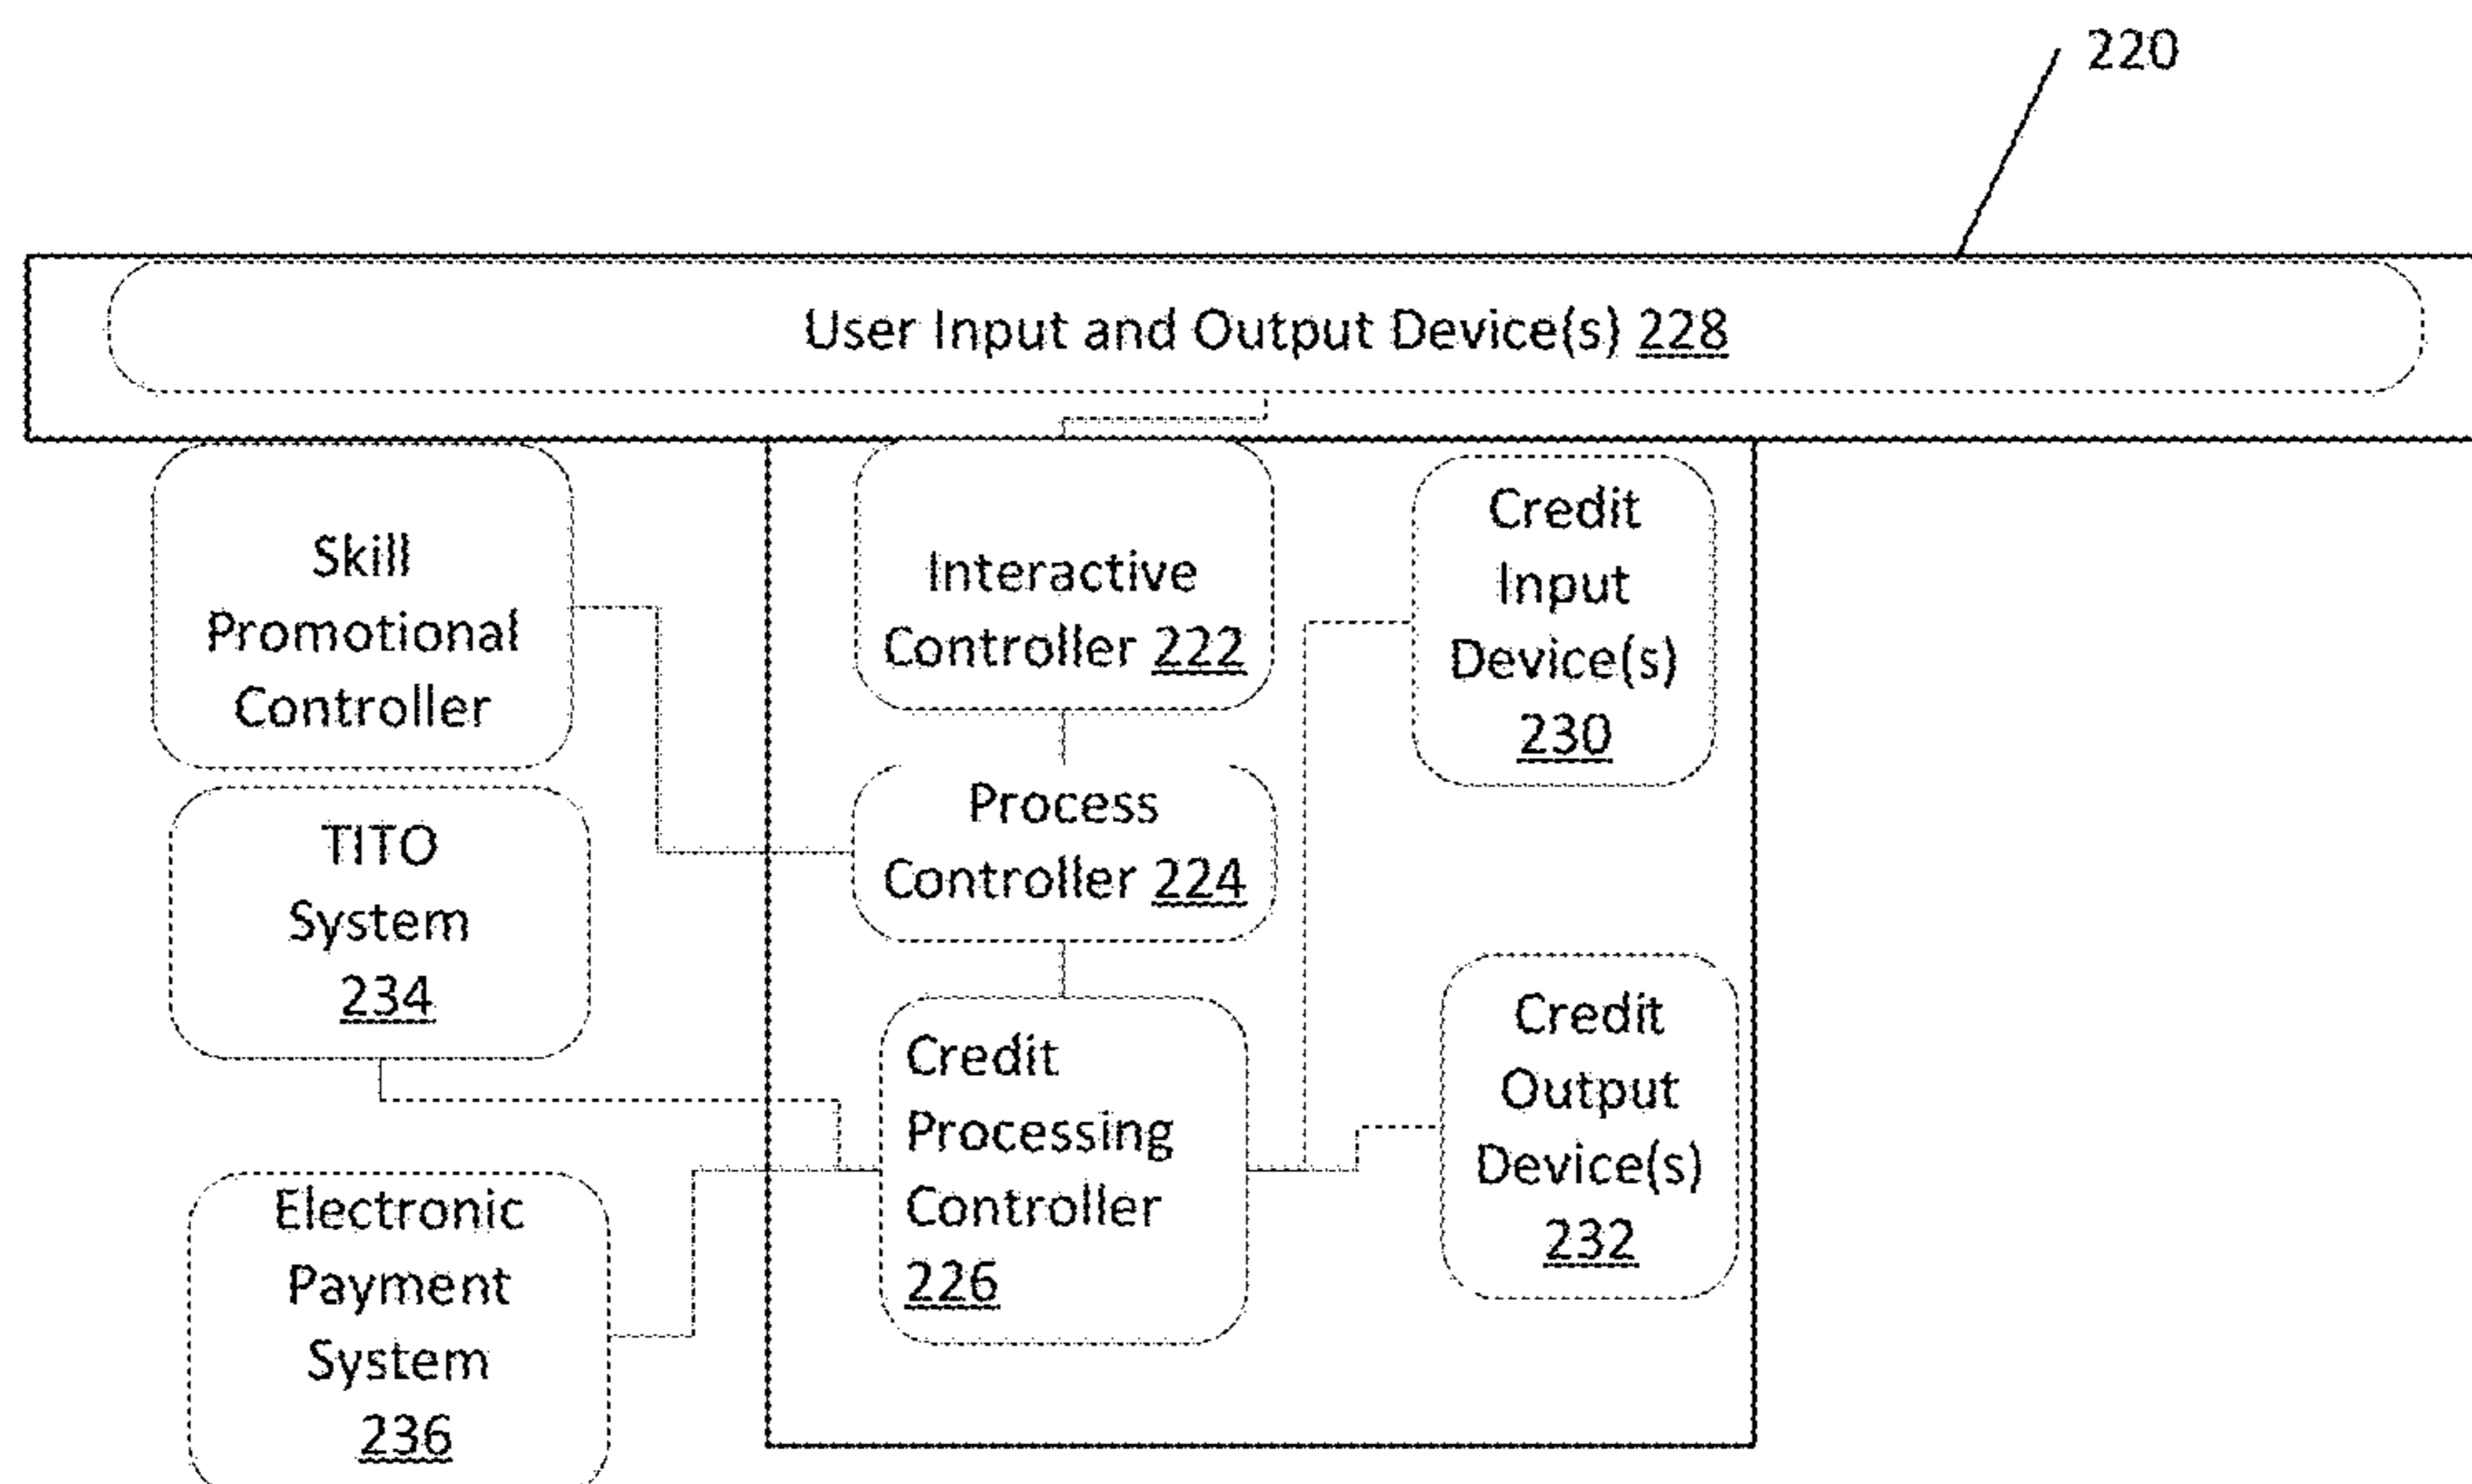 220
User Input and Output Device(s) 228
Skill
Promotional
Controller
Interactive
Controller 222
Credit
Input
Device(s)
230
Process
Controller 224
TITO
System
234
Credit
Processing
Controller
226
Credit
Output
Device(s)
232
Electronic
Payment
System
236